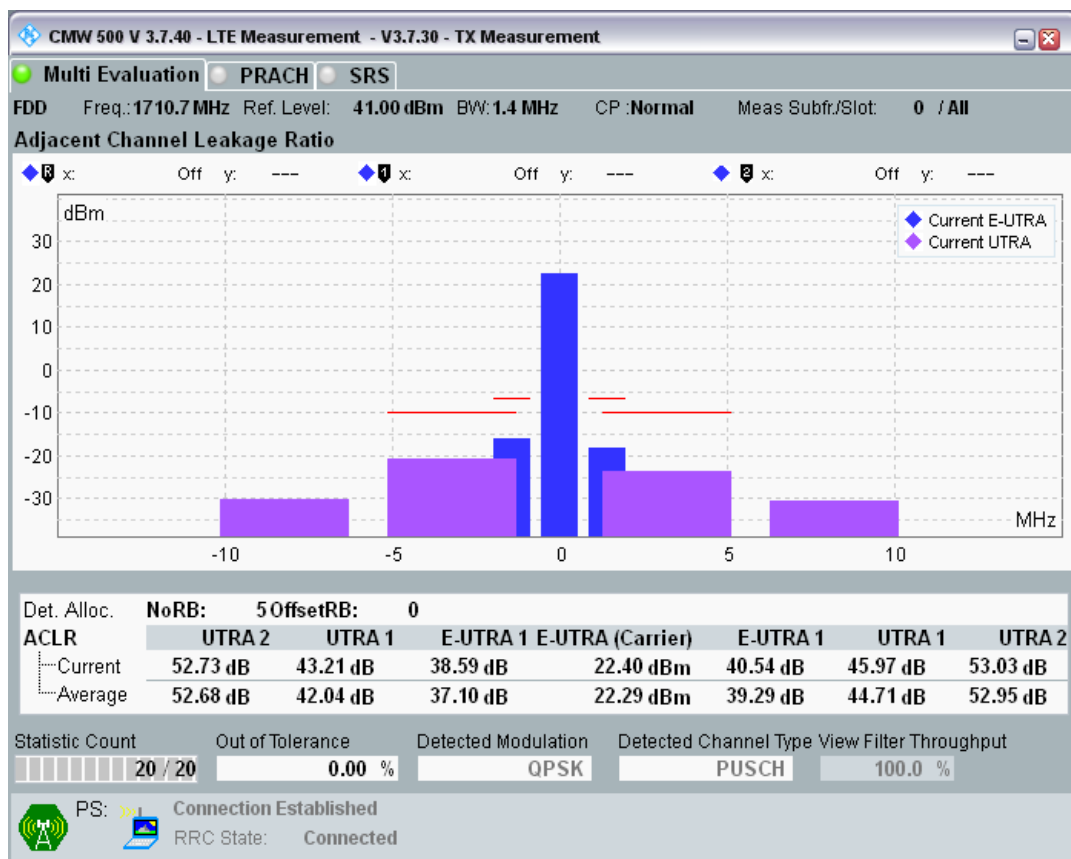 CMW 500 V 3.7.40 - LTE Measurement - V3.7.30 - TX Measurement
Multi Evaluation PRACH SRS
FDD Freq.: 1710.7 MHz Ref. Level: 41.00 dBm BW: 1.4 MHz CP :Normal Meas Subfr./Slot: 0 / All
Adjacent Channel Leakage Ratio
R x: Off y: --- 1 x: Off y: --- 2 x: Off y: ---
dBm
Current E-UTRA
Current UTRA
30
20
10
0
-10
-20
-30
MHz
-10 -5 0 5 10
Det. Alloc. NoRB: 5 OffsetRB: 0
ACLR UTRA 2 UTRA 1 E-UTRA 1 E-UTRA (Carrier) E-UTRA 1 UTRA 1 UTRA 2
Current 52.73 dB 43.21 dB 38.59 dB 22.40 dBm 40.54 dB 45.97 dB 53.03 dB
Average 52.68 dB 42.04 dB 37.10 dB 22.29 dBm 39.29 dB 44.71 dB 52.95 dB
Statistic Count Out of Tolerance Detected Modulation Detected Channel Type View Filter Throughput
20 / 20 0.00 % QPSK PUSCH 100.0 %
PS: Connection Established
RRC State: Connected